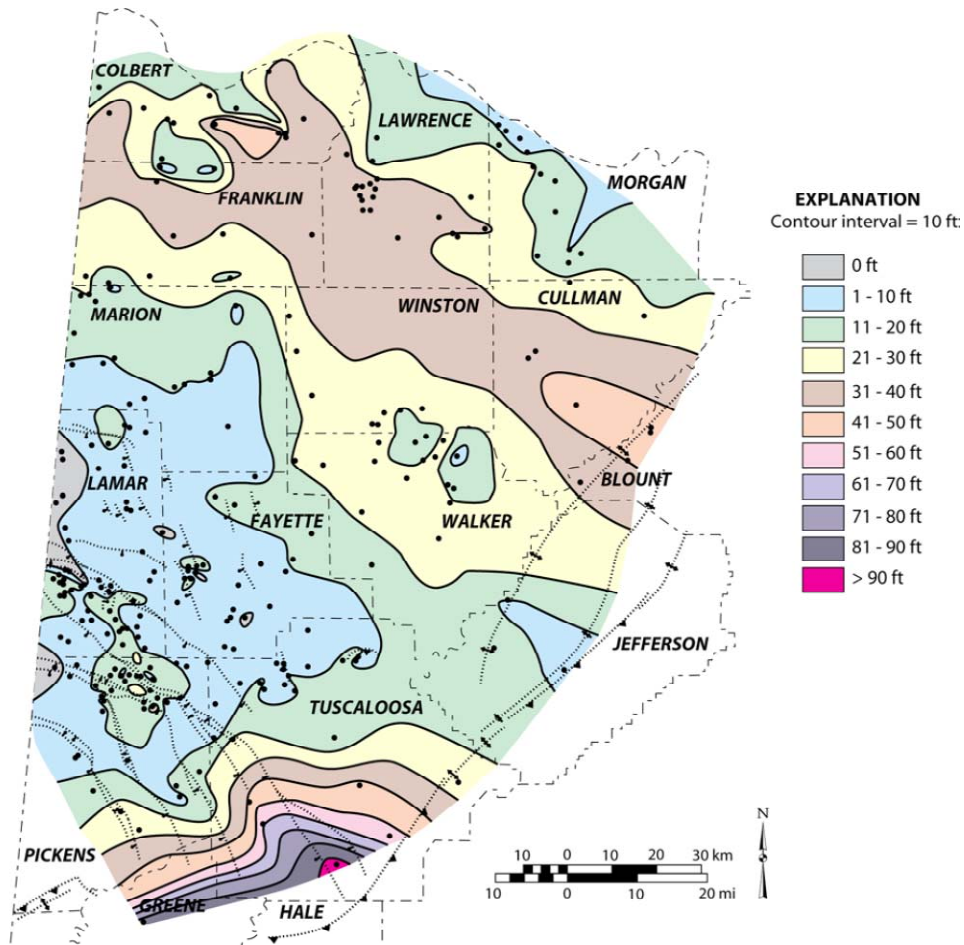 COLBERT
LAWRENCE
MORGAN
FRANKLIN
EXPLANATION
Contour interval = 10 ft:
0 ft
1 - 10 ft
11 - 20 ft
21 - 30 ft
31 - 40 ft
41 - 50 ft
51 - 60 ft
61 - 70 ft
71 - 80 ft
81 - 90 ft
> 90 ft
MARION
WINSTON
CULLMAN
LAMAR
FAYETTE
WALKER
BLOUNT
JEFFERSON
TUSCALOOSA
PICKENS
GREENE
HALE
N
10 0 10 20 30 km
10 0 10 20 mi